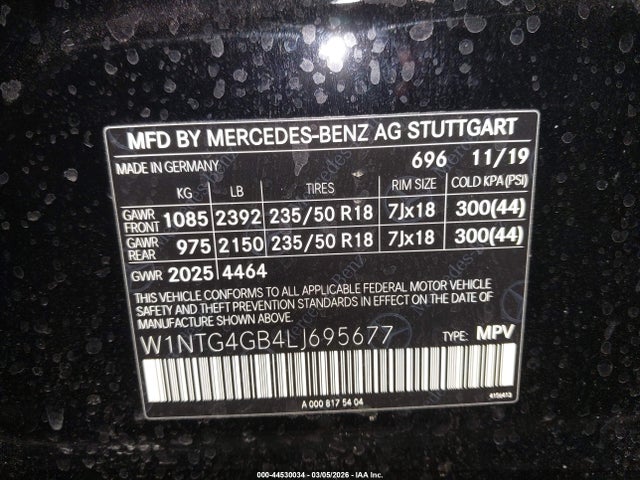 MFD BY MERCEDES-BENZ AG STUTTGART
MADE IN GERMANY 696 11/19
KG LB TIRES RIM SIZE COLD KPA(PSI)
GAWR FRONT 1085 2392 235/50 R18 7Jx18 300(44)
GAWR REAR 975 2150 235/50 R18 7Jx18 300(44)
GVWR 2025 4464
THIS VEHICLE CONFORMS TO ALL APPLICABLE FEDERAL MOTOR VEHICLE
SAFETY AND THEFT PREVENTION STANDARDS IN EFFECT ON THE DATE
OF MANUFACTURE SHOWN ABOVE.
W1NTG4GB4LJ695677 TYPE: MPV
A 000 817 54 04
000-44530034 - 03/05/2026 - IAA Inc.